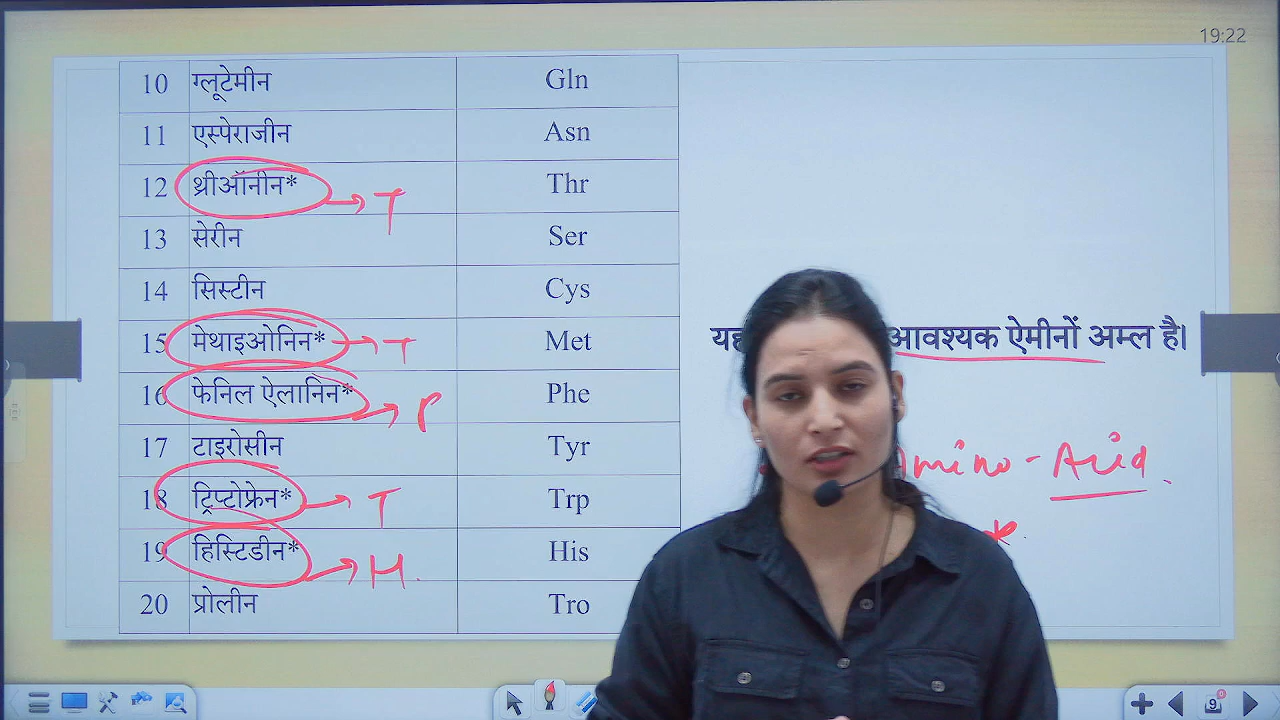 19:22
10 ग्लूटेमीन Gln
11 एस्पेराजीन Asn
12 थ्रीऑनीन* → T Thr
13 सेरीन Ser
14 सिस्टीन Cys
15 मेथाइओनिन* → T Met
16 फेनिल ऐलानिन* → P Phe
17 टाइरोसीन Tyr
18 ट्रिप्टोफ्रेन* → T Trp
19 हिस्टिडीन* → H. His
20 प्रोलीन Tro
आवश्यक ऐमीनों अम्ल है।
Amino - Acid
9